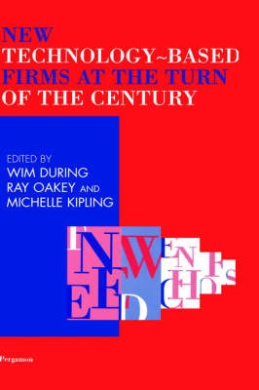 NEW
TECHNOLOGY~BASED
FIRMS AT THE TURN
OF THE CENTURY
EDITED BY
WIM DURING
RAY OAKEY AND
MICHELLE KIPLING
Pergamon